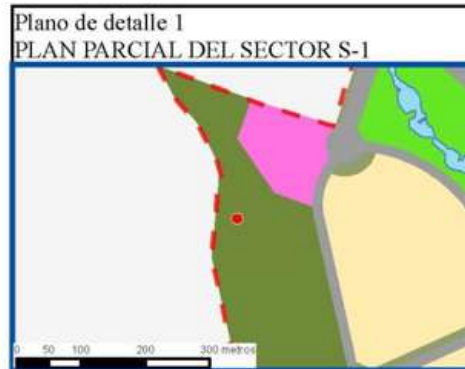 Plano de detalle 1
PLAN PARCIAL DEL SECTOR S-1
0 50 100 200 300 metros